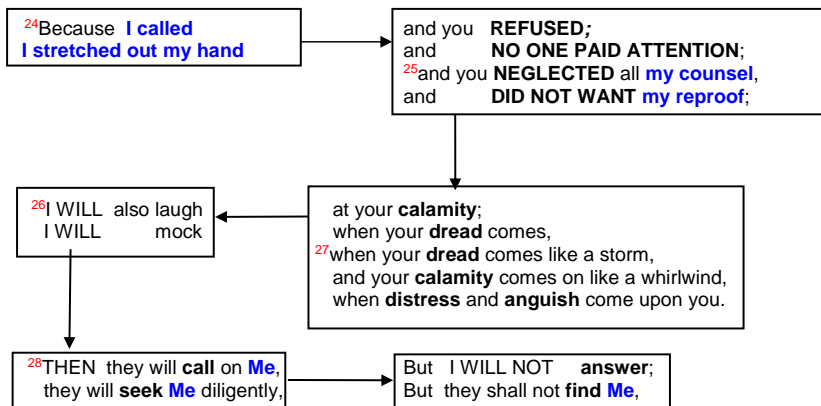 24Because I called
I stretched out my hand
and you REFUSED;
and NO ONE PAID ATTENTION;
25and you NEGLECTED all my counsel,
and DID NOT WANT my reproof;
at your calamity;
when your dread comes,
27when your dread comes like a storm,
and your calamity comes on like a whirlwind,
when distress and anguish come upon you.
26I WILL also laugh
I WILL mock
28THEN they will call on Me,
they will seek Me diligently,
But I WILL NOT answer;
But they shall not find Me,